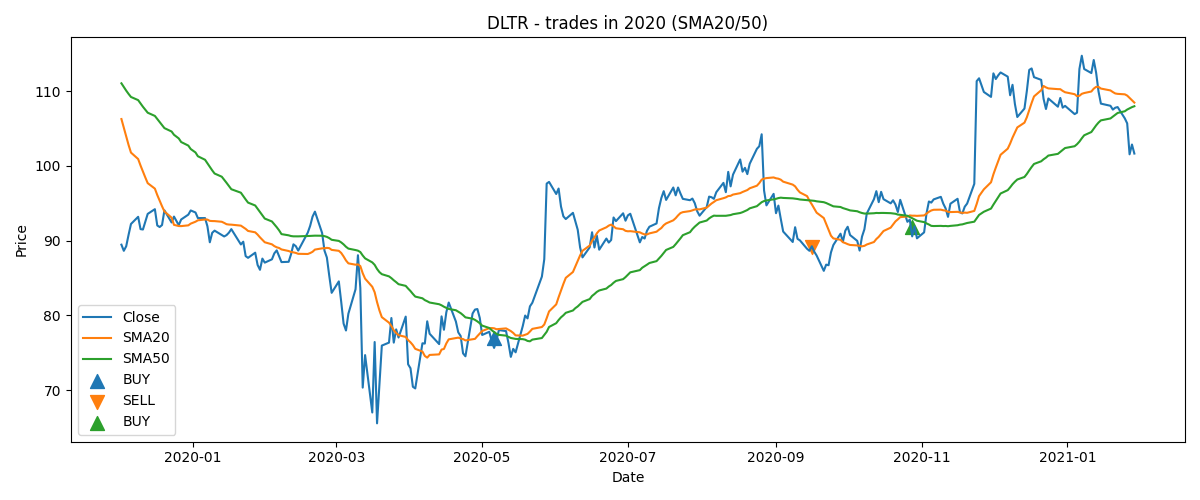 DLTR - trades in 2020 (SMA20/50)
Price
110
100
90
80
70
Close
SMA20
SMA50
BUY
SELL
BUY
2020-01
2020-03
2020-05
2020-07
2020-09
2020-11
2021-01
Date